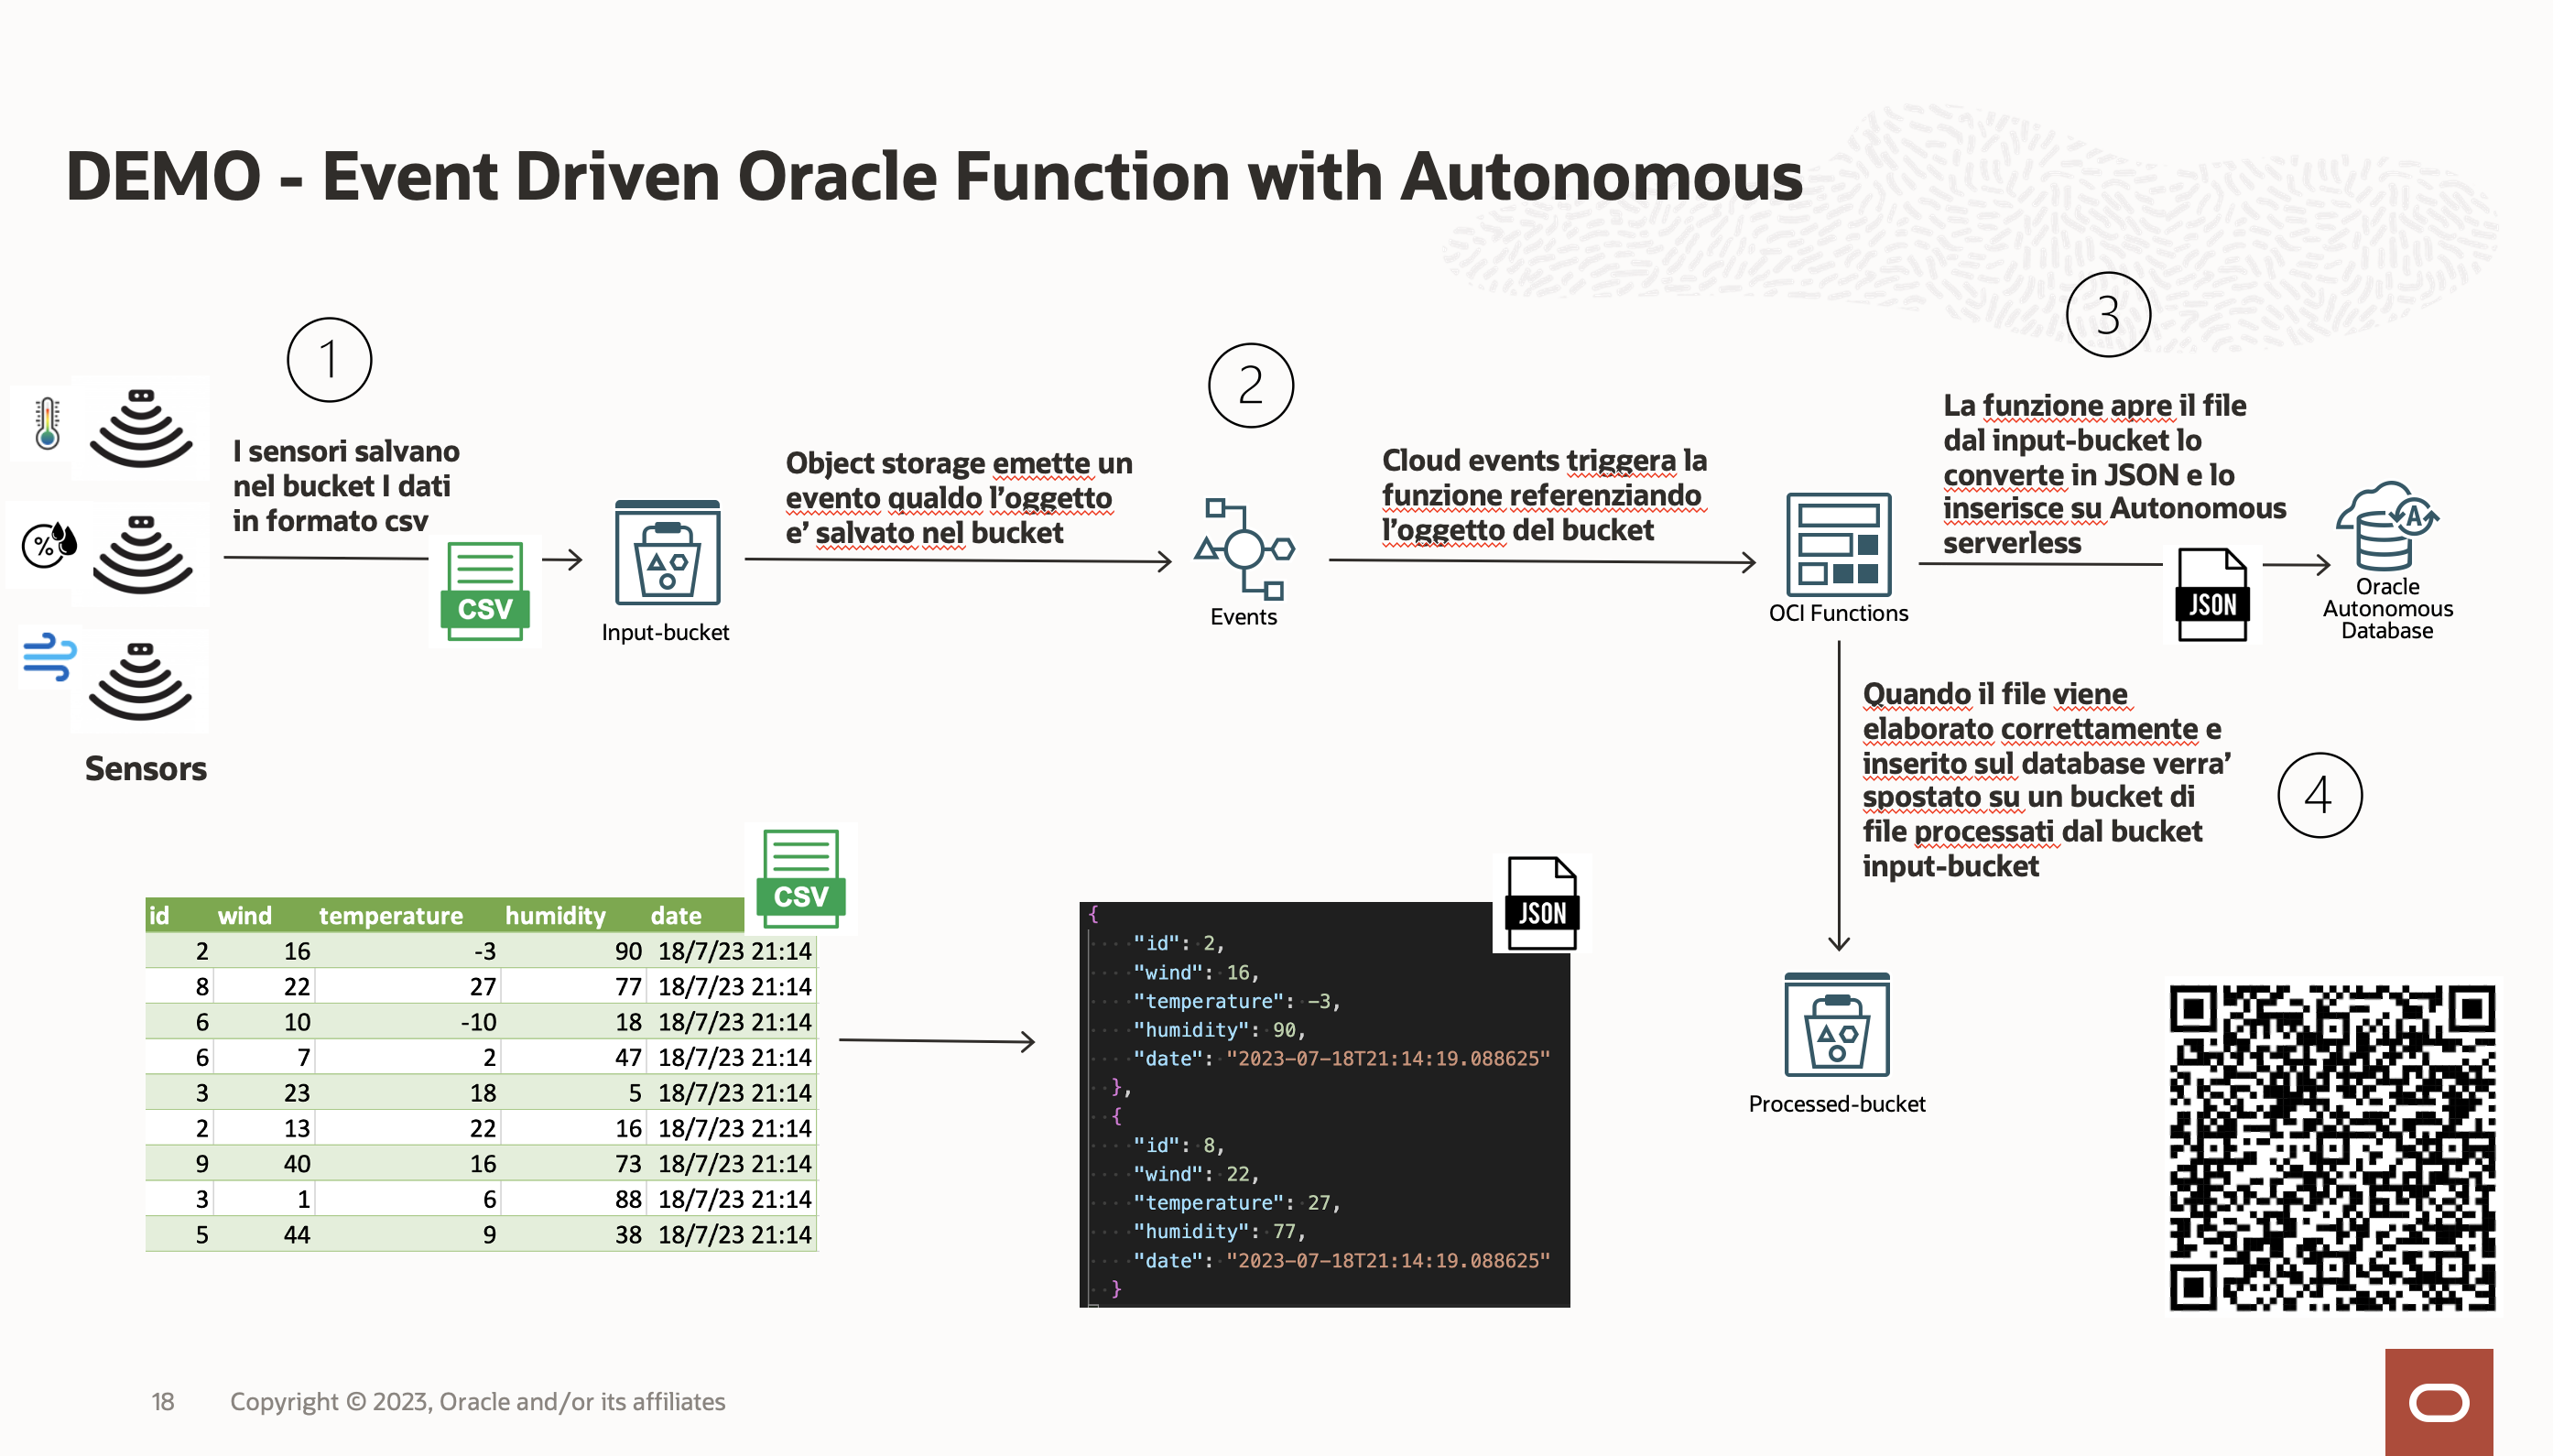 DEMO - Event Driven Oracle Function with Autonomous
1
I sensori salvano
nel bucket I dati
in formato csv
CSV
Sensors
Input-bucket
Object storage emette un
evento qualdo l’oggetto
e’ salvato nel bucket
2
Events
Cloud events triggera la
funzione referenziando
l’oggetto del bucket
OCI Functions
3
La funzione apre il file
dal input-bucket lo
converte in JSON e lo
inserisce su Autonomous
serverless
JSON
A
Oracle
Autonomous
Database
Quando il file viene
elaborato correttamente e
inserito sul database verra’
spostato su un bucket di
file processati dal bucket
input-bucket
4
Processed-bucket
%
CSV
id wind temperature humidity date
2 16 -3 90 18/7/23 21:14
8 22 27 77 18/7/23 21:14
6 10 -10 18 18/7/23 21:14
6 7 2 47 18/7/23 21:14
3 23 18 5 18/7/23 21:14
2 13 22 16 18/7/23 21:14
9 40 16 73 18/7/23 21:14
3 1 6 88 18/7/23 21:14
5 44 9 38 18/7/23 21:14
JSON
{
"id": 2,
"wind": 16,
"temperature": -3,
"humidity": 90,
"date": "2023-07-18T21:14:19.088625"
},
{
"id": 8,
"wind": 22,
"temperature": 27,
"humidity": 77,
"date": "2023-07-18T21:14:19.088625"
}
18 Copyright © 2023, Oracle and/or its affiliates